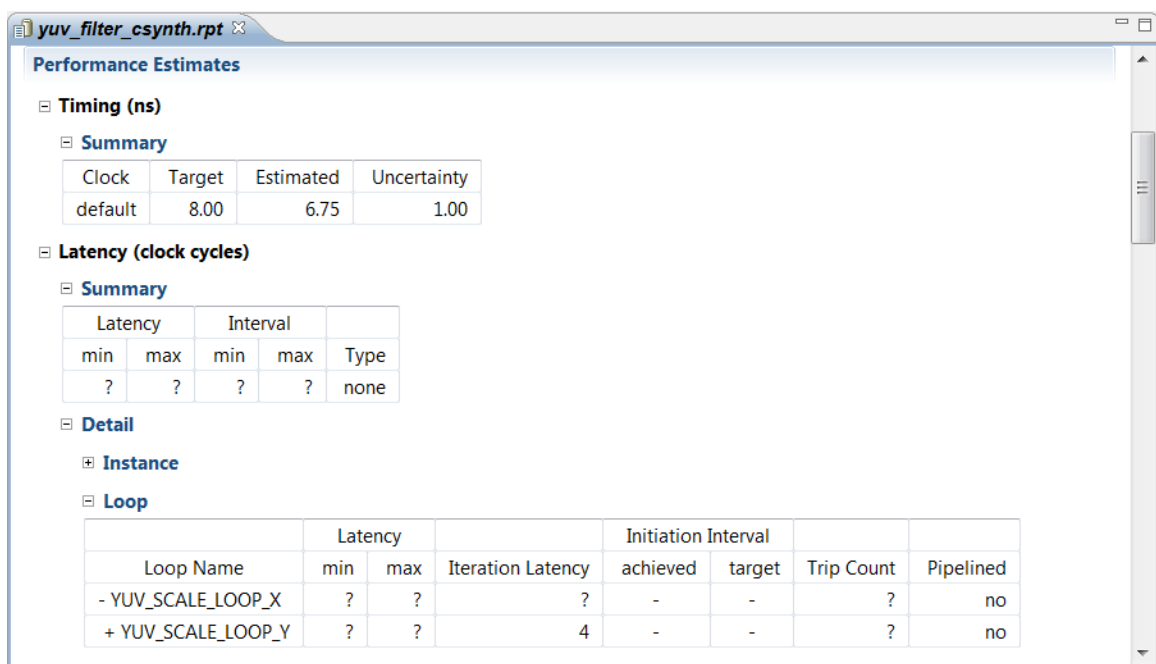 yuv_filter_csynth.rpt
Performance Estimates
Timing (ns)
Summary
Clock Target Estimated Uncertainty
default 8.00 6.75 1.00
Latency (clock cycles)
Summary
Latency Interval
min max min max Type
? ? ? ? none
Detail
Instance
Loop
Latency Initiation Interval
Loop Name min max Iteration Latency achieved target Trip Count Pipelined
- YUV_SCALE_LOOP_X ? ? ? - - ? no
+ YUV_SCALE_LOOP_Y ? ? 4 - - ? no